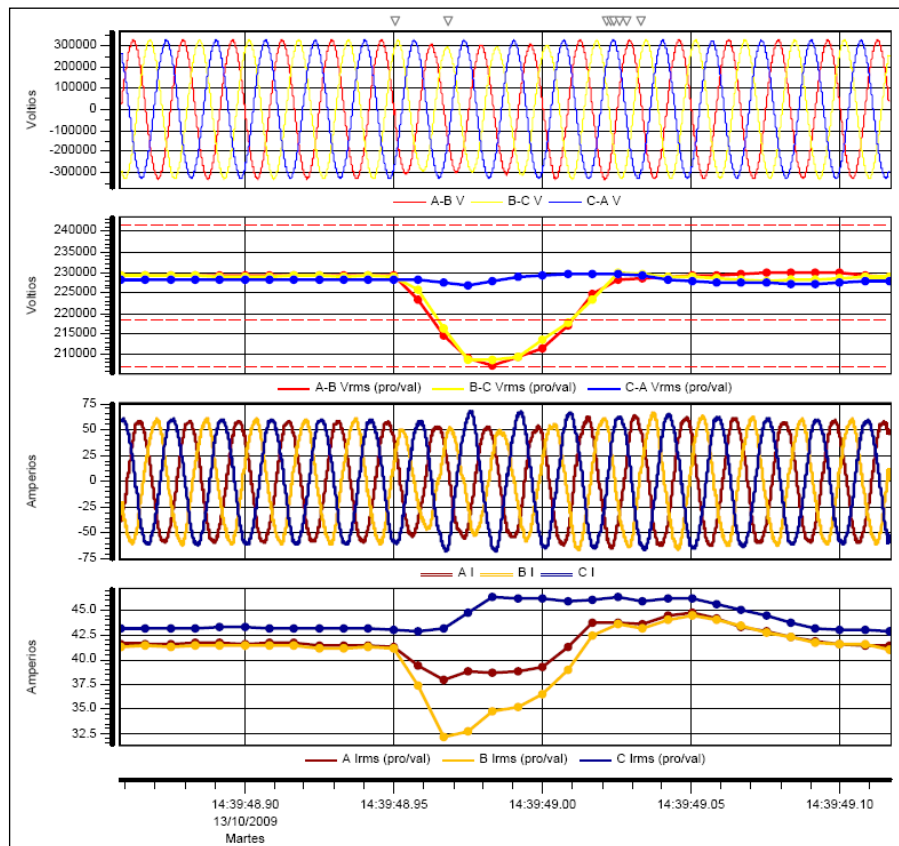 300000
200000
100000
0
-100000
-200000
-300000
Voltios
A-B V B-C V C-A V
240000
235000
230000
225000
220000
215000
210000
Voltios
A-B Vrms (pro/val) B-C Vrms (pro/val) C-A Vrms (pro/val)
75
50
25
0
-25
-50
-75
Amperios
A I B I C I
45.0
42.5
40.0
37.5
35.0
32.5
Amperios
A Irms (pro/val) B Irms (pro/val) C Irms (pro/val)
14:39:48.90 14:39:48.95 14:39:49.00 14:39:49.05 14:39:49.10
13/10/2009
Martes